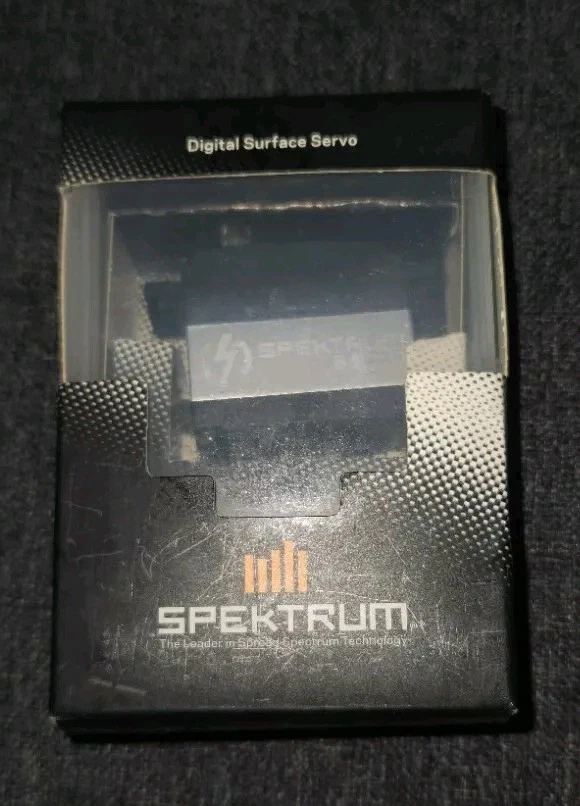 Digital Surface Servo
SPEKTRUM
SPEKTRUM
The Leader in Spread Spectrum Technology